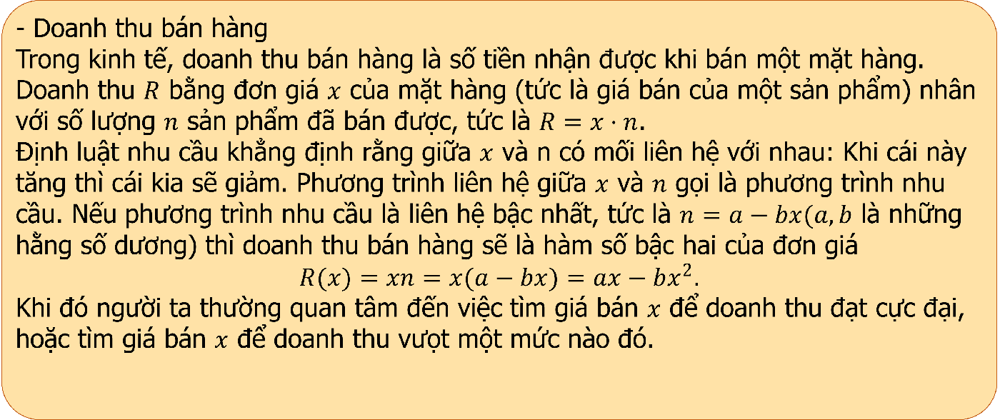 - Doanh thu bán hàng
Trong kinh tế, doanh thu bán hàng là số tiền nhận được khi bán một mặt hàng.
Doanh thu R bằng đơn giá x của mặt hàng (tức là giá bán của một sản phẩm) nhân
với số lượng n sản phẩm đã bán được, tức là R = x · n.
Định luật nhu cầu khẳng định rằng giữa x và n có mối liên hệ với nhau: Khi cái này
tăng thì cái kia sẽ giảm. Phương trình liên hệ giữa x và n gọi là phương trình nhu
cầu. Nếu phương trình nhu cầu là liên hệ bậc nhất, tức là n = a − bx(a, b là những
hằng số dương) thì doanh thu bán hàng sẽ là hàm số bậc hai của đơn giá
R(x) = xn = x(a − bx) = ax − bx².
Khi đó người ta thường quan tâm đến việc tìm giá bán x để doanh thu đạt cực đại,
hoặc tìm giá bán x để doanh thu vượt một mức nào đó.